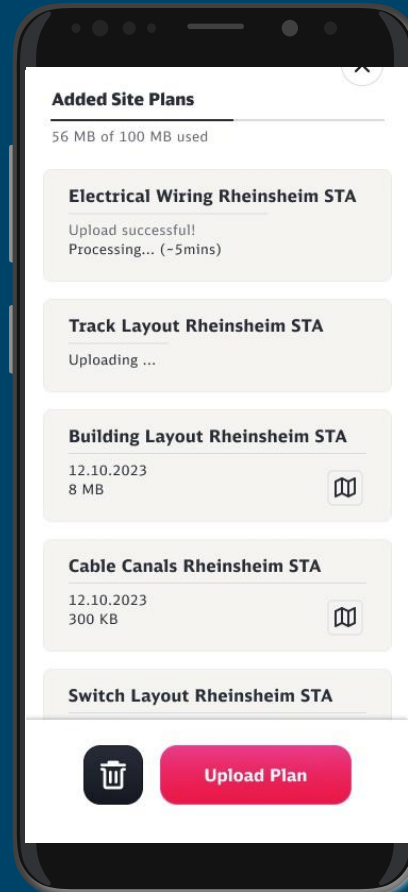 Added Site Plans
56 MB of 100 MB used
Electrical Wiring Rheinsheim STA
Upload successful!
Processing... (~5mins)
Track Layout Rheinsheim STA
Uploading ...
Building Layout Rheinsheim STA
12.10.2023
8 MB
Cable Canals Rheinsheim STA
12.10.2023
300 KB
Switch Layout Rheinsheim STA
Upload Plan